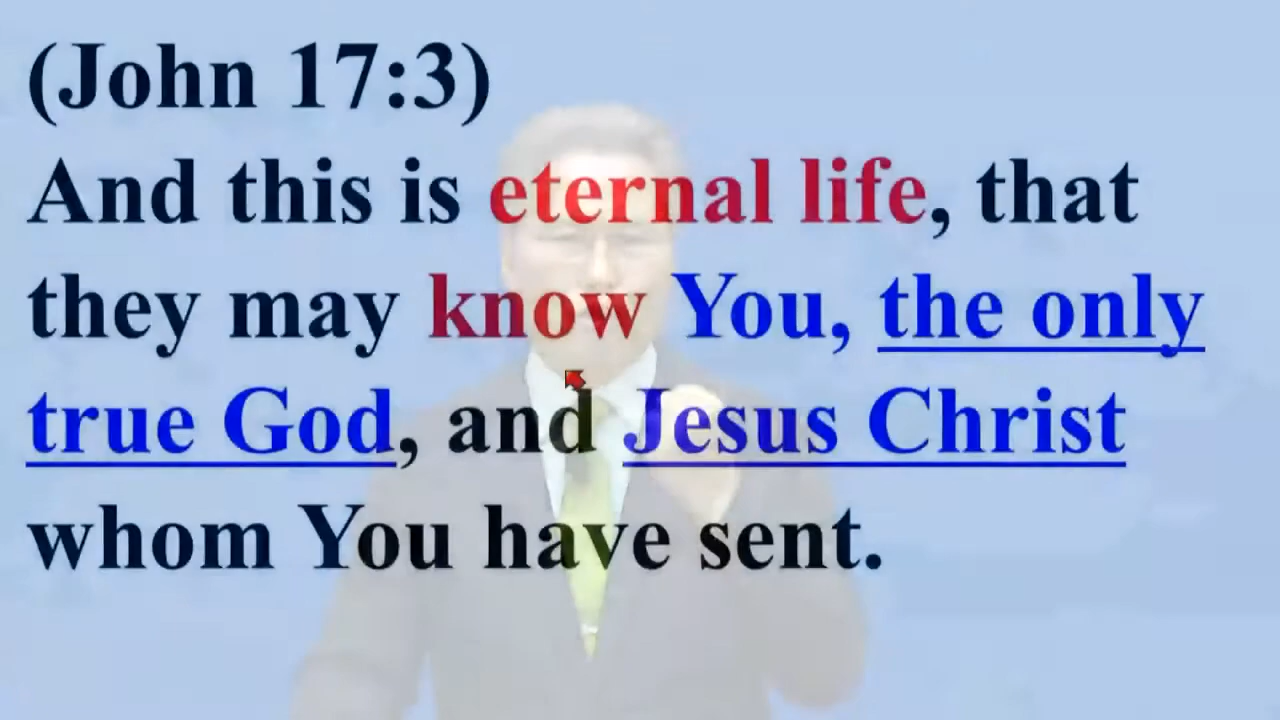 (John 17:3)
And this is eternal life, that
they may know You, the only
true God, and Jesus Christ
whom You have sent.